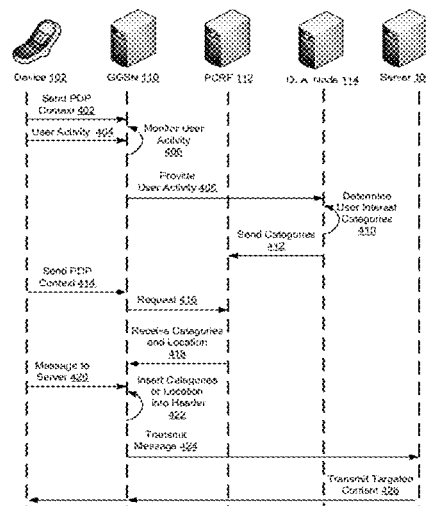 Device 102
GGSN 110
PCRF 112
Node 114
Server
Send PDP
Context 402
User Activity 404
Monitor User
Activity
406
Provide
User Activity 408
Determine
User Interest
Categories
410
Send Categories
412
Send PDP
Context 414
Request 416
Receive Categories
and Location
418
Message to
Server 420
Insert Categories
or Location
into Header
422
Transmit
Message 424
Transmit Targeted
Content 426